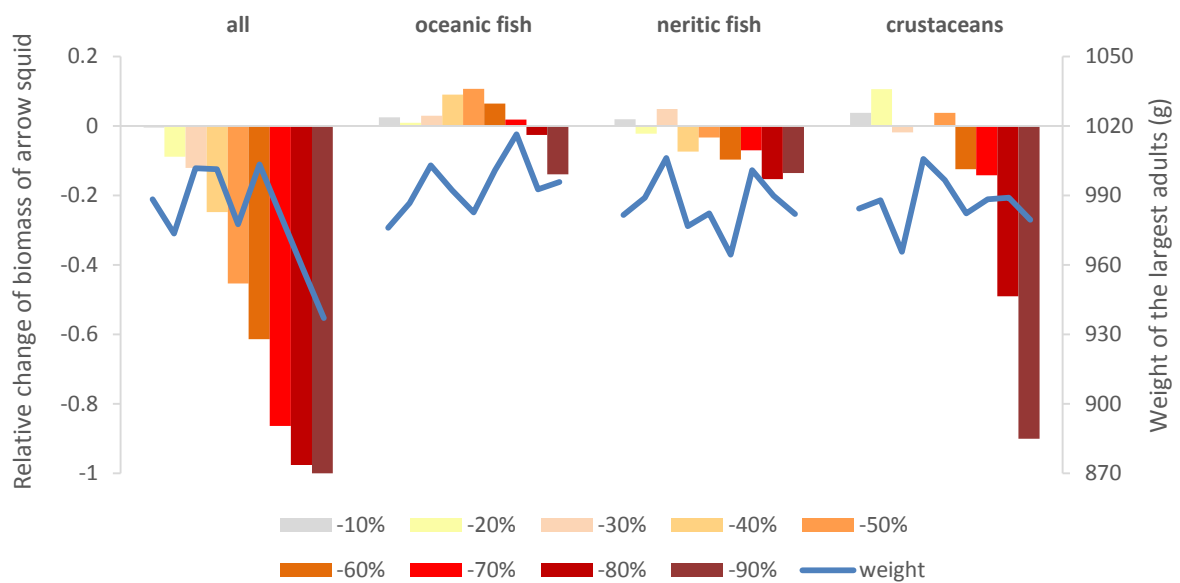 all oceanic fish neritic fish crustaceans
Relative change of biomass of arrow squid
0.2
0
-0.2
-0.4
-0.6
-0.8
-1
1050
1020
990
960
930
900
870
Weight of the largest adults (g)
-10% -20% -30% -40% -50%
-60% -70% -80% -90% weight